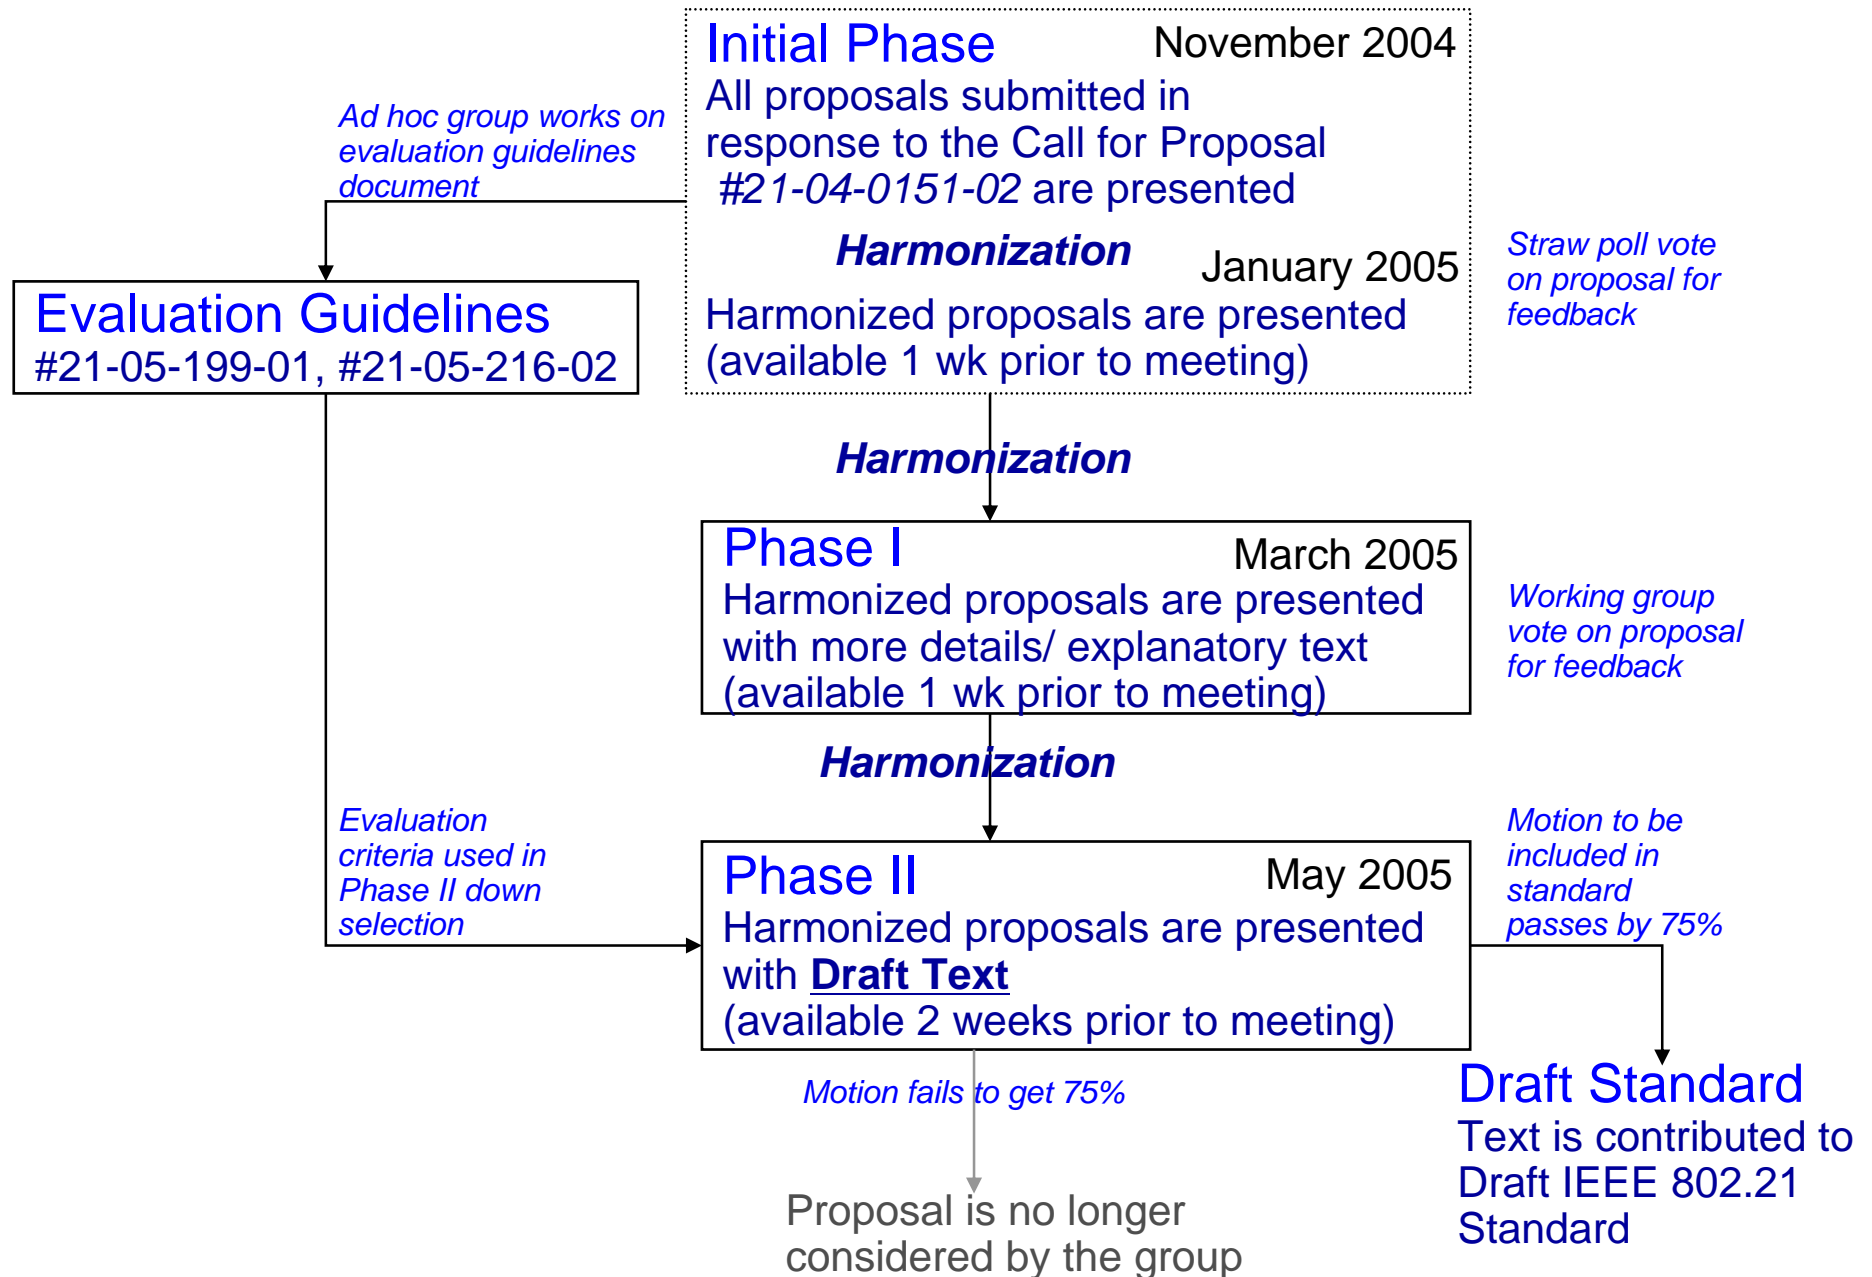 Initial Phase
November 2004
All proposals submitted in
response to the Call for Proposal
#21-04-0151-02 are presented
Harmonization
January 2005
Harmonized proposals are presented
(available 1 wk prior to meeting)
Ad hoc group works on
evaluation guidelines
document
Straw poll vote
on proposal for
feedback
Evaluation Guidelines
#21-05-199-01, #21-05-216-02
Harmonization
Phase I
March 2005
Harmonized proposals are presented
with more details/ explanatory text
(available 1 wk prior to meeting)
Working group
vote on proposal
for feedback
Harmonization
Evaluation
criteria used in
Phase II down
selection
Phase II
May 2005
Harmonized proposals are presented
with Draft Text
(available 2 weeks prior to meeting)
Motion to be
included in
standard
passes by 75%
Motion fails to get 75%
Draft Standard
Text is contributed to
Draft IEEE 802.21
Standard
Proposal is no longer
considered by the group